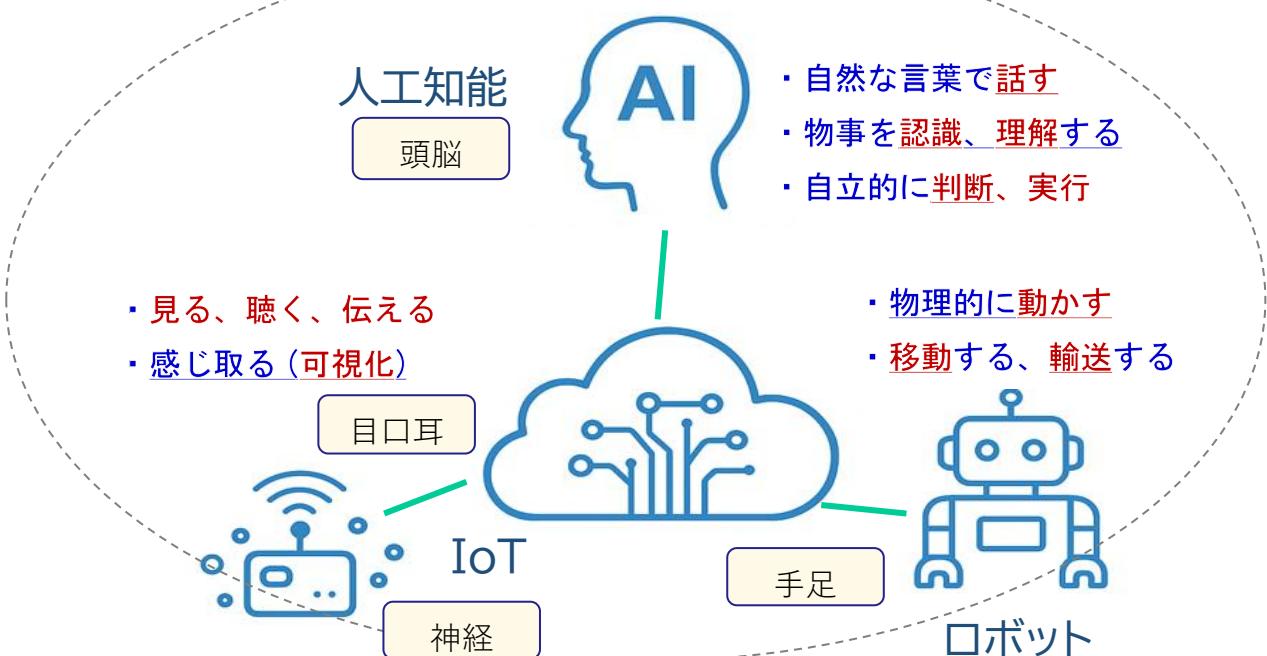 人工知能
頭脳
AI
・自然な言葉で話す
・物事を認識、理解する
・自立的に判断、実行
・見る、聴く、伝える
・感じ取る(可視化)
目口耳
・物理的に動かす
・移動する、輸送する
IoT
神経
手足
ロボット